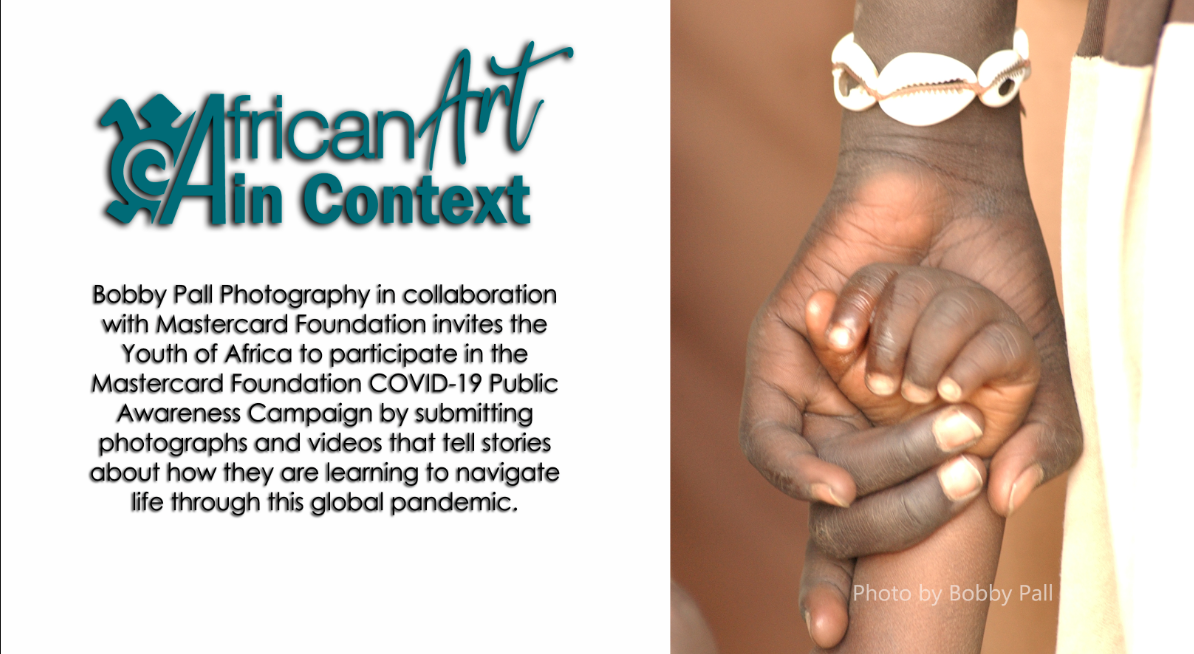 African Art
in Context
Bobby Pall Photography in collaboration
with Mastercard Foundation invites the
Youth of Africa to participate in the
Mastercard Foundation COVID-19 Public
Awareness Campaign by submitting
photographs and videos that tell stories
about how they are learning to navigate
life through this global pandemic.
Photo by Bobby Pall